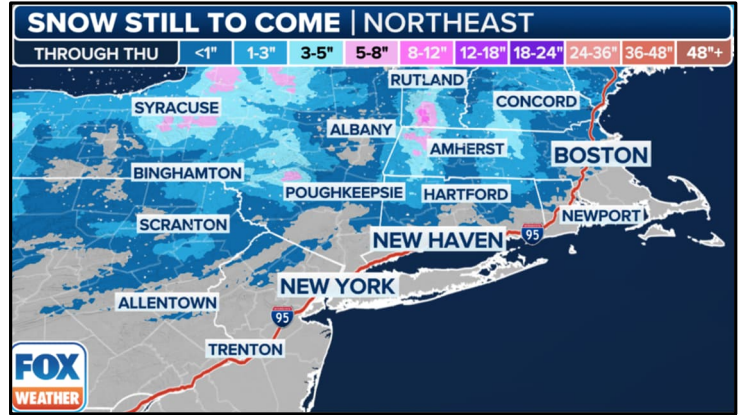 SNOW STILL TO COME | NORTHEAST
THROUGH THU <1" 1-3" 3-5" 5-8" 8-12" 12-18" 18-24" 24-36" 36-48" 48"+
RUTLAND
CONCORD
SYRACUSE
ALBANY
AMHERST
BOSTON
BINGHAMTON
POUGHKEEPSIE
HARTFORD
SCRANTON
NEWPORT
NEW HAVEN
95
NEW YORK
ALLENTOWN
95
TRENTON
FOX
WEATHER